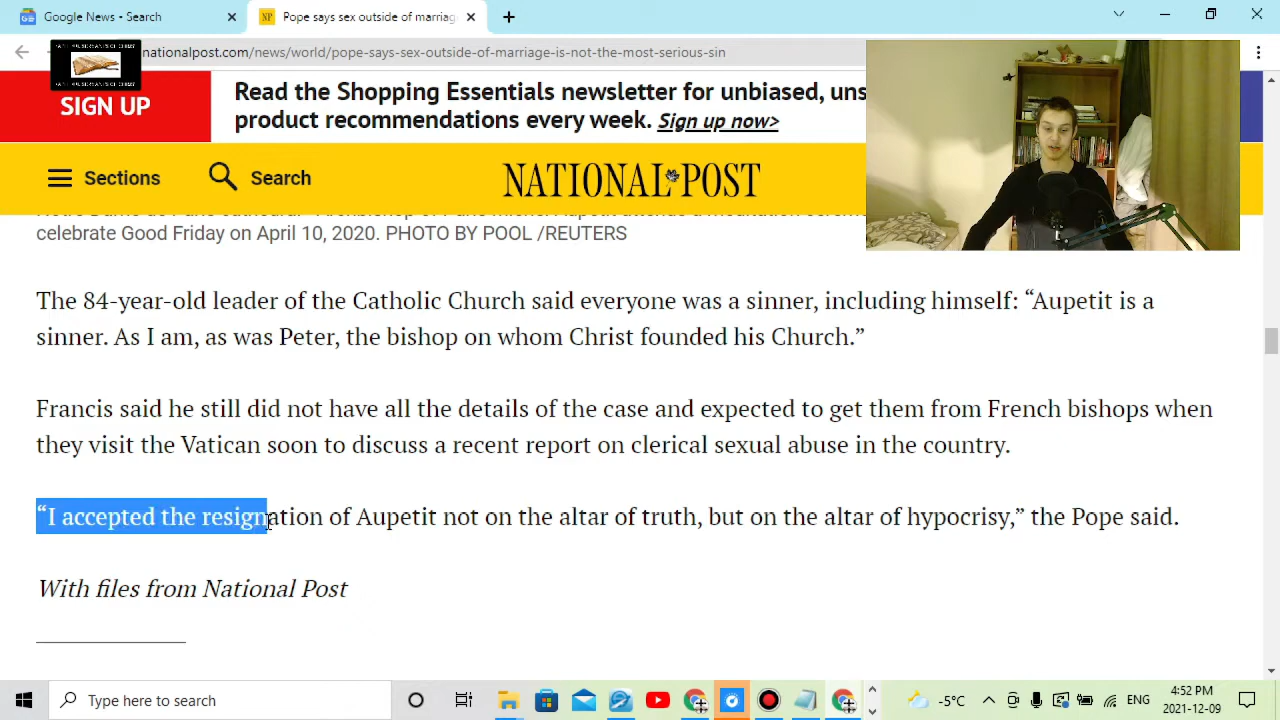 Google News - Search
Pope says sex outside of marriag
nationalpost.com/news/world/pope-says-sex-outside-of-marriage-is-not-the-most-serious-sin
SIGN UP
Read the Shopping Essentials newsletter for unbiased, uns
product recommendations every week. Sign up now>
Sections
Search
NATIONAL POST
celebrate Good Friday on April 10, 2020. PHOTO BY POOL /REUTERS
The 84-year-old leader of the Catholic Church said everyone was a sinner, including himself: “Aupetit is a
sinner. As I am, as was Peter, the bishop on whom Christ founded his Church.”
Francis said he still did not have all the details of the case and expected to get them from French bishops when
they visit the Vatican soon to discuss a recent report on clerical sexual abuse in the country.
“I accepted the resignation of Aupetit not on the altar of truth, but on the altar of hypocrisy,” the Pope said.
With files from National Post
Type here to search
-5°C
ENG
4:52 PM
2021-12-09